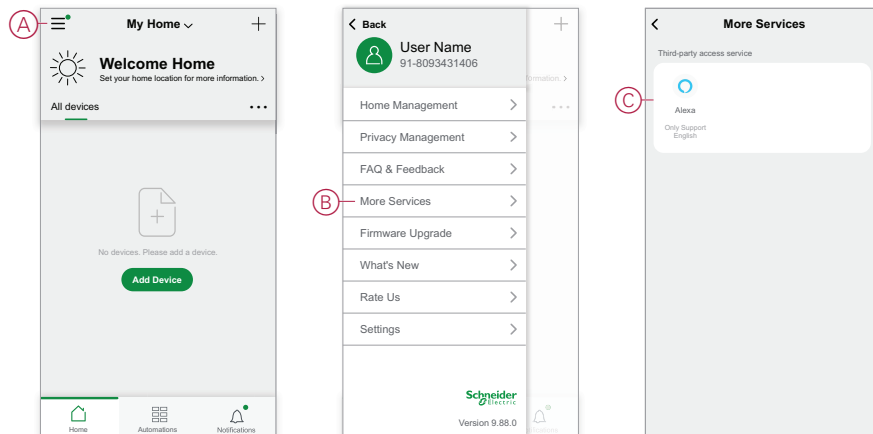 A
My Home
Welcome Home
Set your home location for more information. >
All devices
No devices. Please add a device.
Add Device
Home
Automations
Notifications
Back
User Name
91-8093431406
formation. >
Home Management
Privacy Management
FAQ & Feedback
B
More Services
Firmware Upgrade
What's New
Rate Us
Settings
Schneider
Electric
Version 9.88.0
More Services
Third-party access service
C
Alexa
Only Support
English